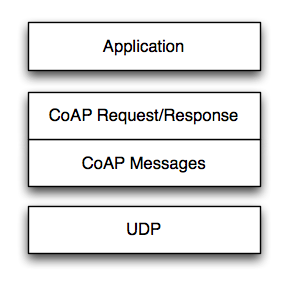 Application
CoAP Request/Response
CoAP Messages
UDP